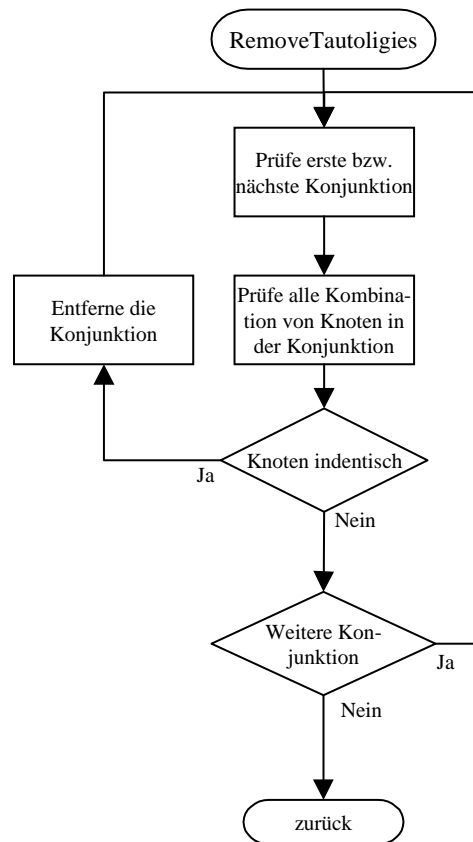 RemoveTautoligies
Prüfe erste bzw.
nächste Konjunktion
Entferne die
Konjunktion
Prüfe alle Kombina-
tion von Knoten in
der Konjunktion
Knoten indentisch
Ja
Nein
Weitere Kon-
junktion
Ja
Nein
zurück